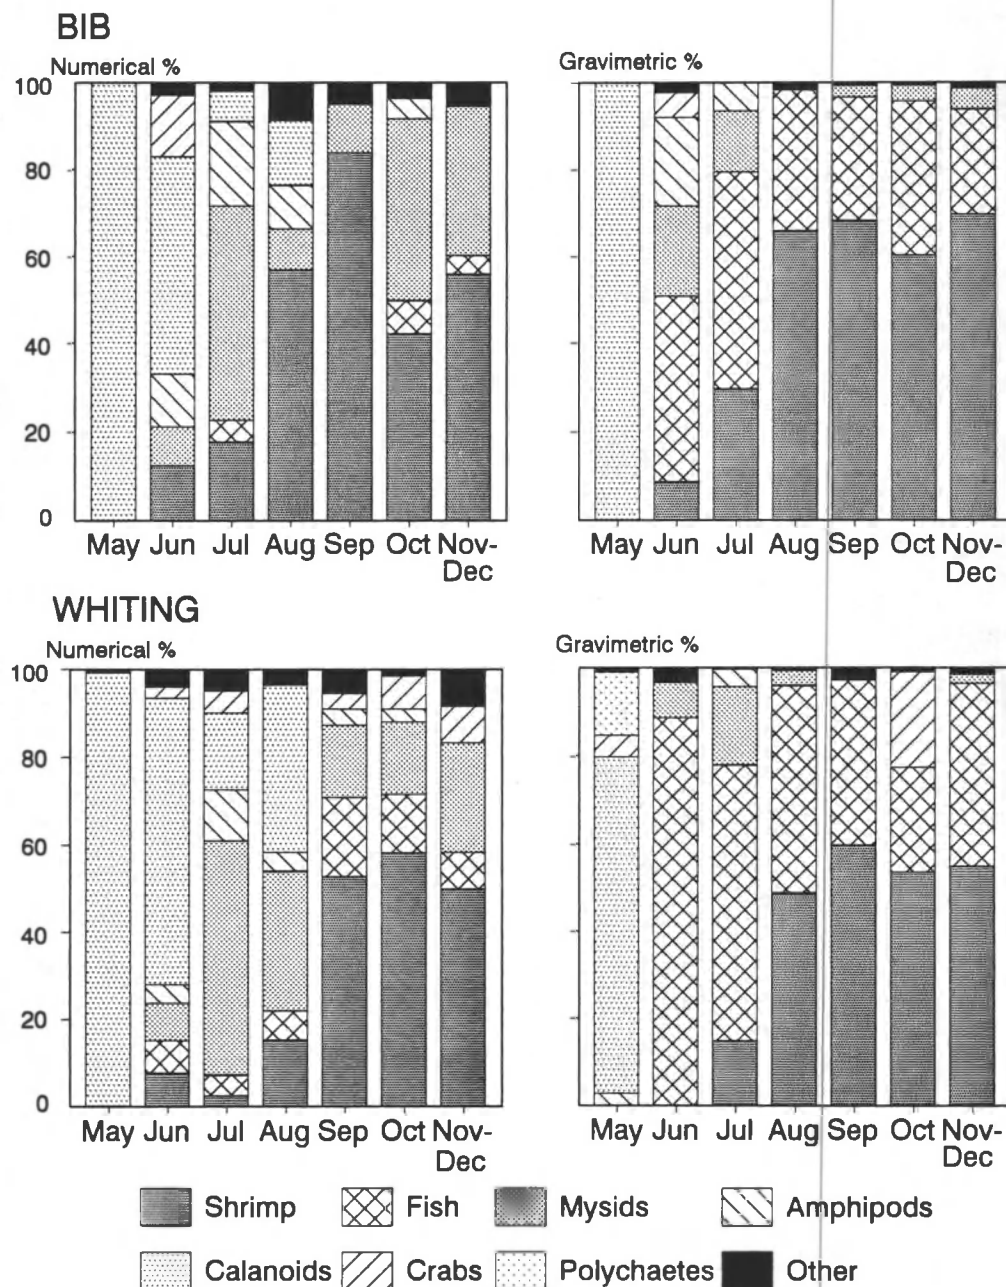 BIB
Numerical %
Gravimetric %
100
80
60
40
20
0
May Jun Jul Aug Sep Oct Nov-
Dec
May Jun Jul Aug Sep Oct Nov-
Dec
WHITING
Numerical %
Gravimetric %
100
80
60
40
20
0
May Jun Jul Aug Sep Oct Nov-
Dec
May Jun Jul Aug Sep Oct Nov-
Dec
Shrimp Fish Mysids Amphipods
Calanoids Crabs Polychaetes Other